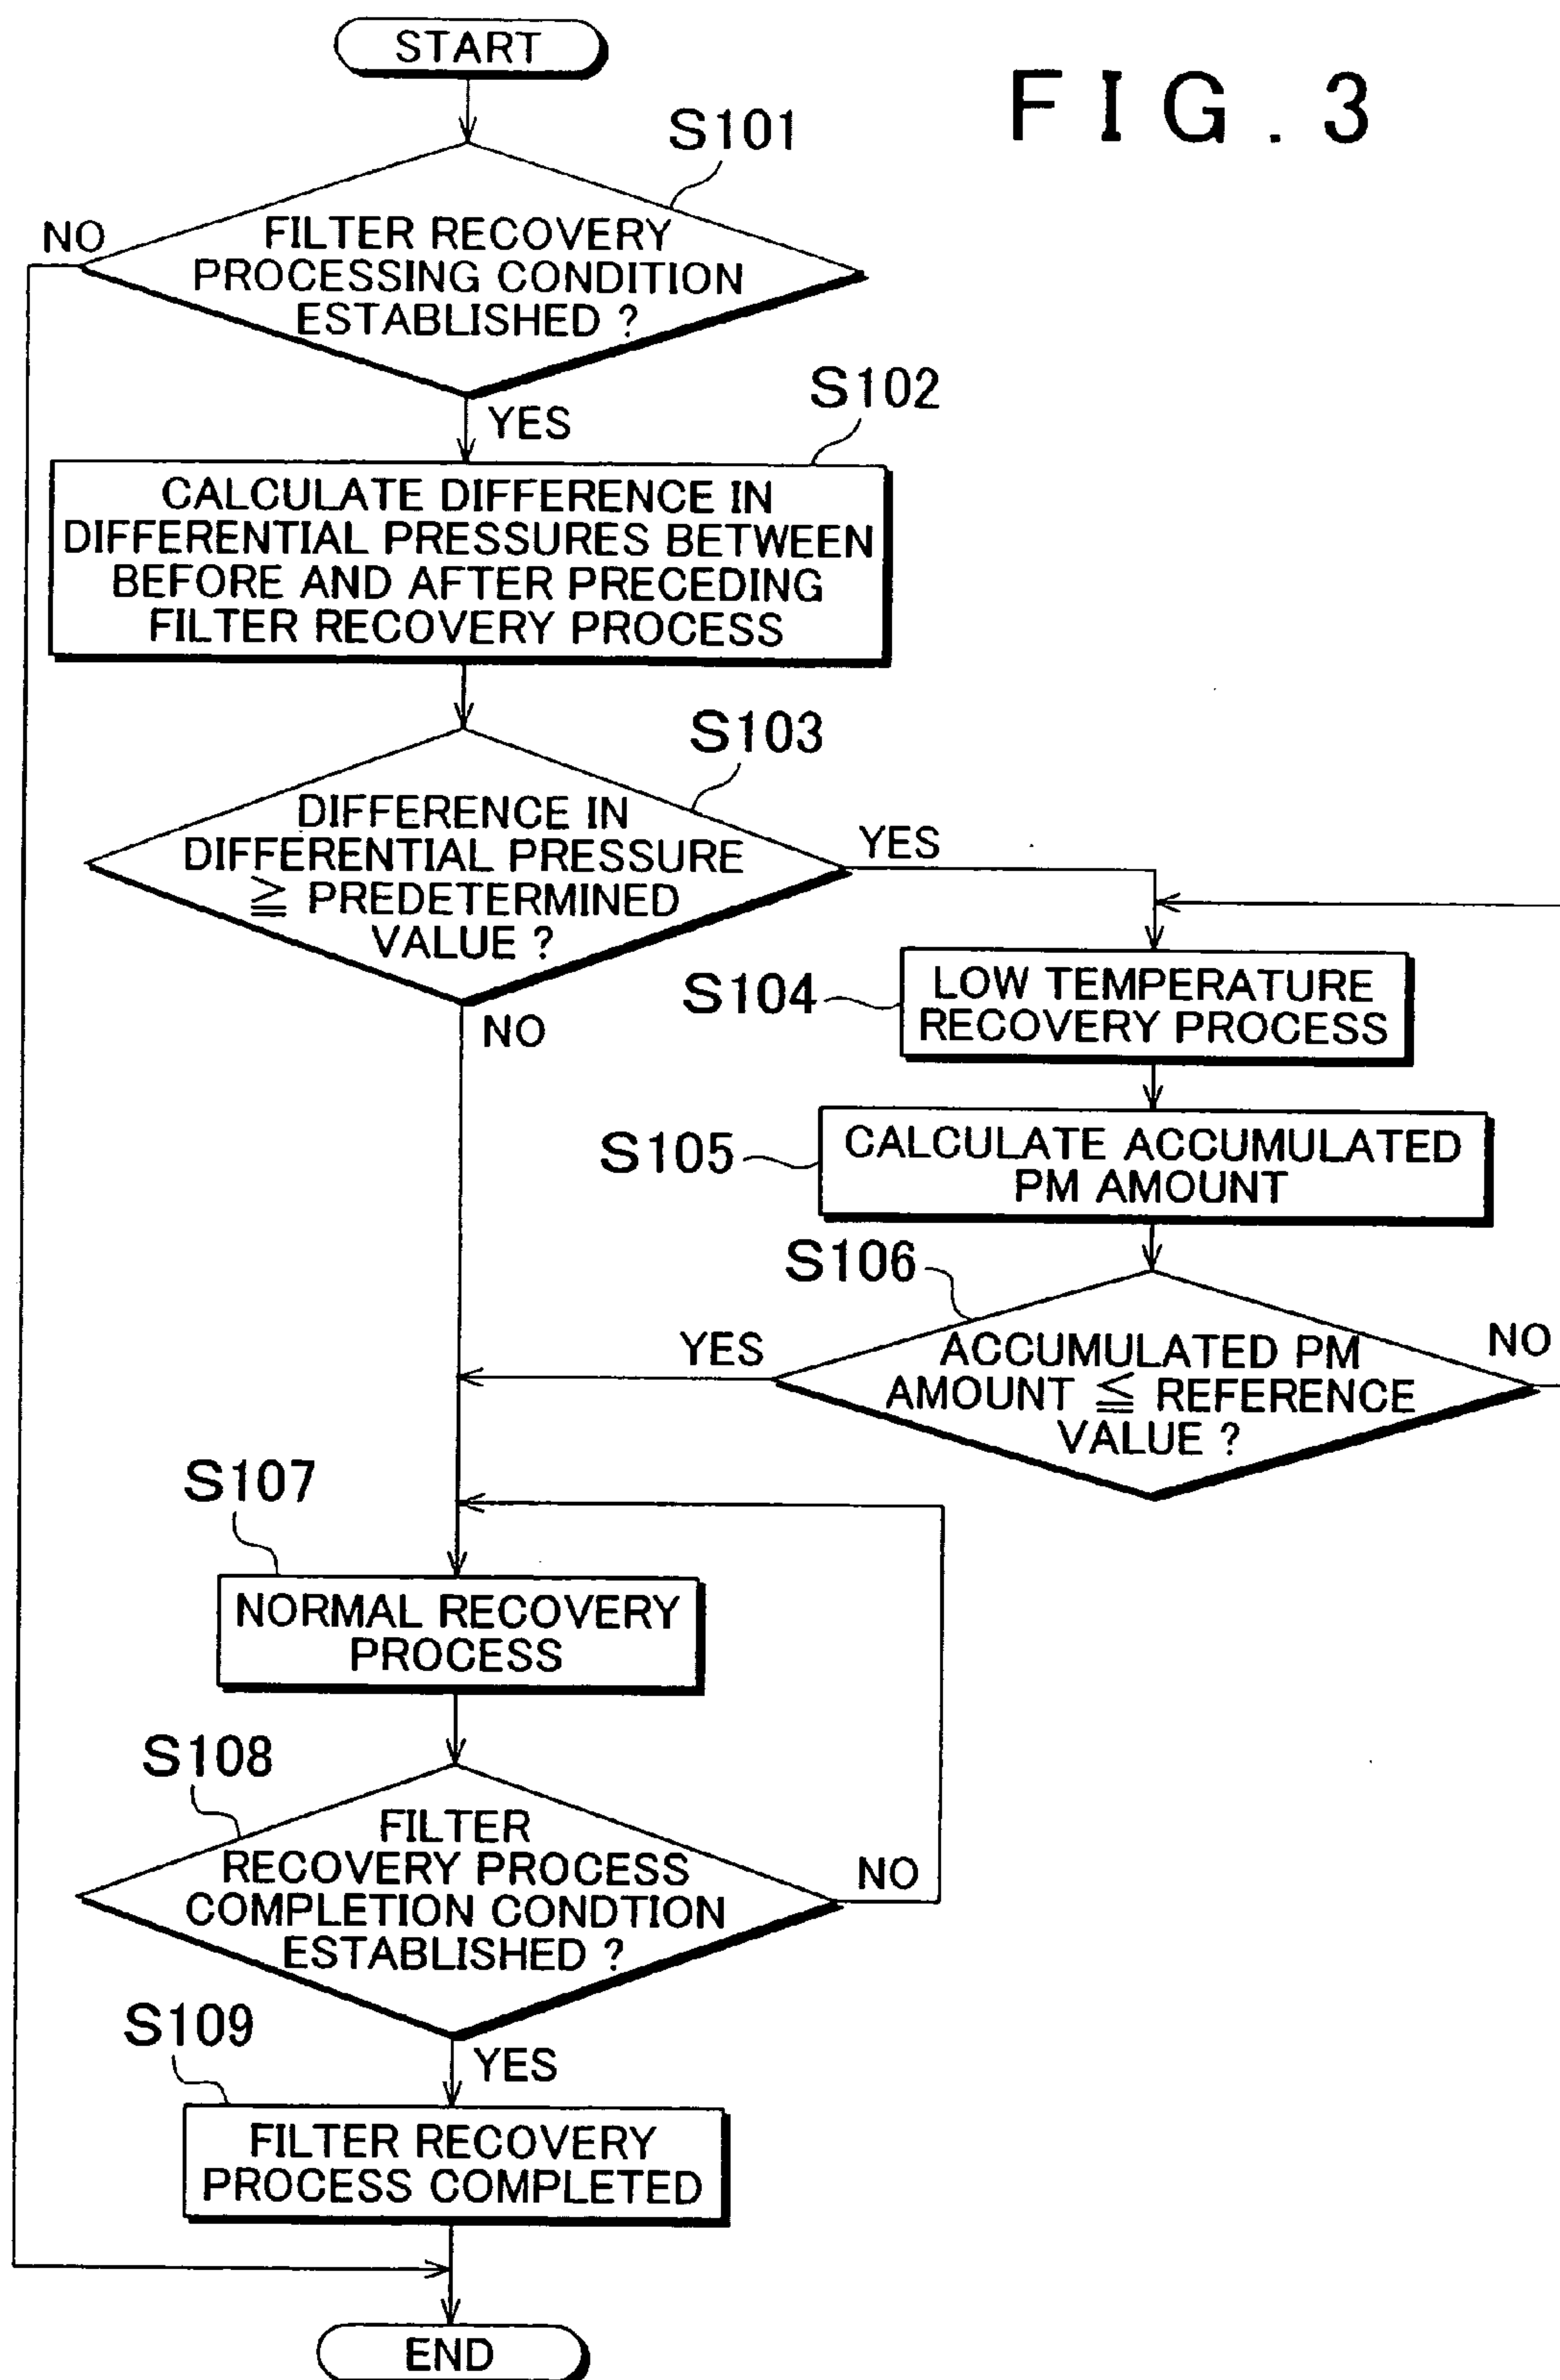 START
FIG. 3
S101
NO
FILTER RECOVERY
PROCESSING CONDITION
ESTABLISHED ?
YES
S102
CALCULATE DIFFERENCE IN
DIFFERENTIAL PRESSURES BETWEEN
BEFORE AND AFTER PRECEDING
FILTER RECOVERY PROCESS
S103
DIFFERENCE IN
DIFFERENTIAL PRESSURE
≧ PREDETERMINED
VALUE ?
YES
NO
S104
LOW TEMPERATURE
RECOVERY PROCESS
S105
CALCULATE ACCUMULATED
PM AMOUNT
S106
YES
ACCUMULATED PM
AMOUNT ≦ REFERENCE
VALUE ?
NO
S107
NORMAL RECOVERY
PROCESS
S108
FILTER
RECOVERY PROCESS
COMPLETION CONDTION
ESTABLISHED ?
NO
S109
YES
FILTER RECOVERY
PROCESS COMPLETED
END